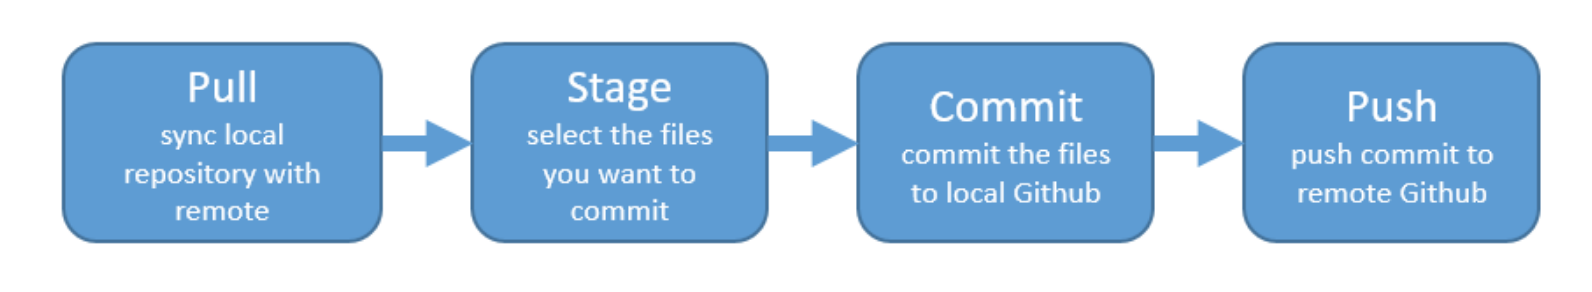 Pull
sync local
repository with
remote
Stage
select the files
you want to
commit
Commit
commit the files
to local Github
Push
push commit to
remote Github